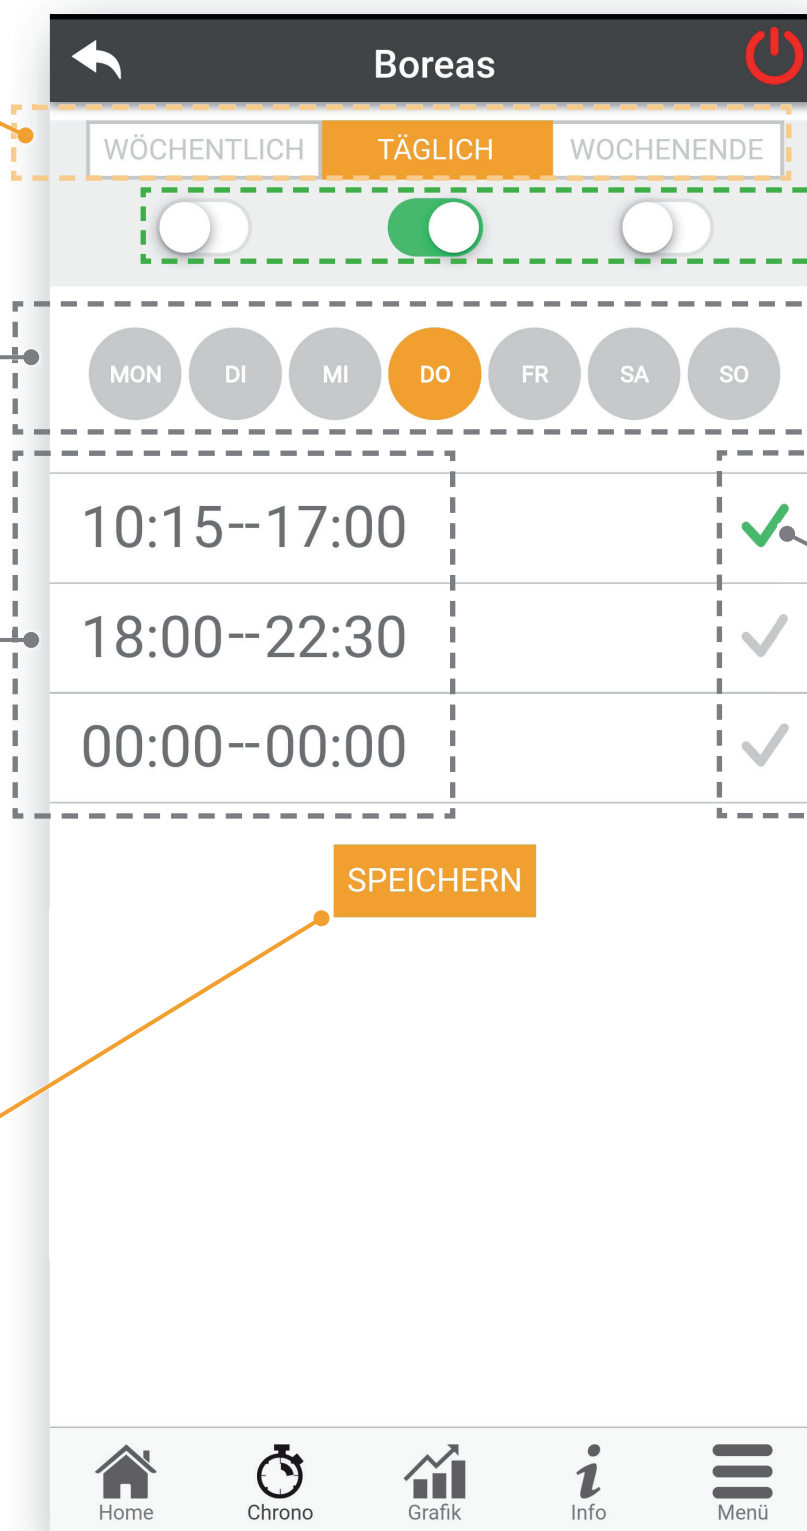 Boreas
WÖCHENTLICH TÄGLICH WOCHENENDE
MON DI MI DO FR SA SO
10:15--17:00
18:00--22:30
00:00--00:00
SPEICHERN
Home Chrono Grafik Info Menü